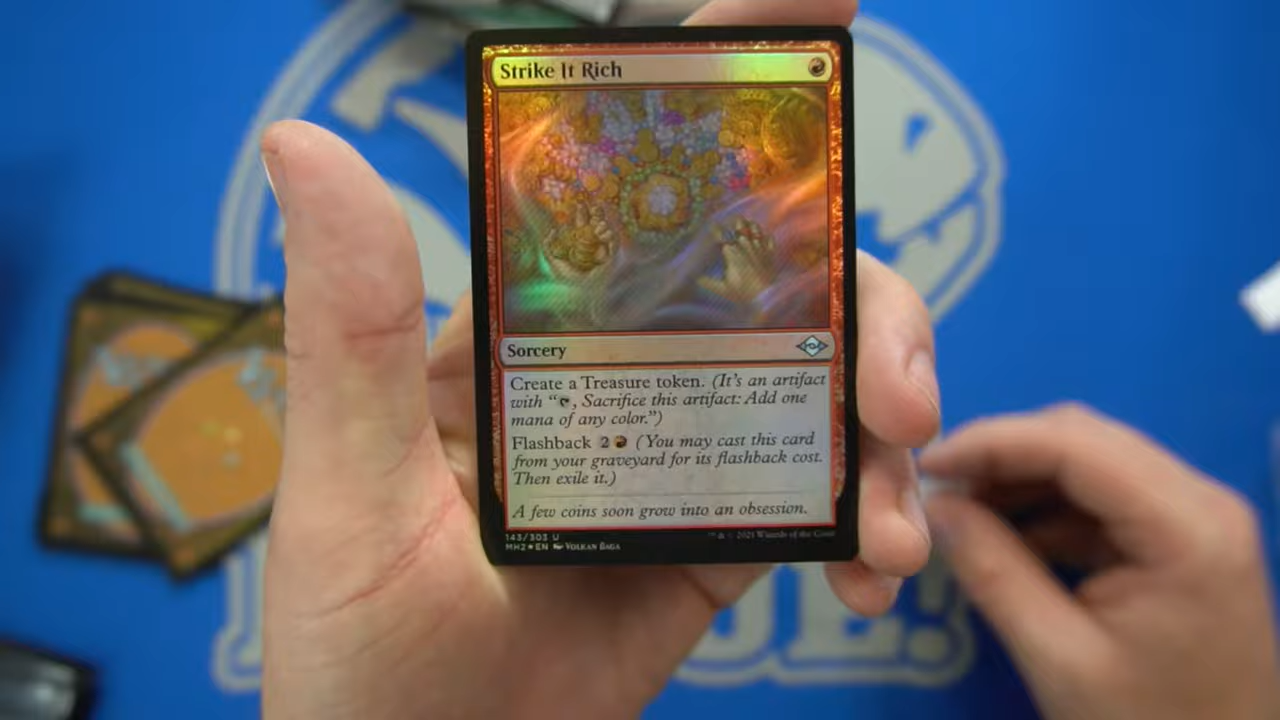 Strike It Rich
Sorcery
Create a Treasure token. (It's an artifact
with “, Sacrifice this artifact: Add one
mana of any color.”)
Flashback 2 (You may cast this card
from your graveyard for its flashback cost.
Then exile it.)
A few coins soon grow into an obsession.
143/303 U
MH2★EN Volkan Baga
™ & © 2021 Wizards of the Coast